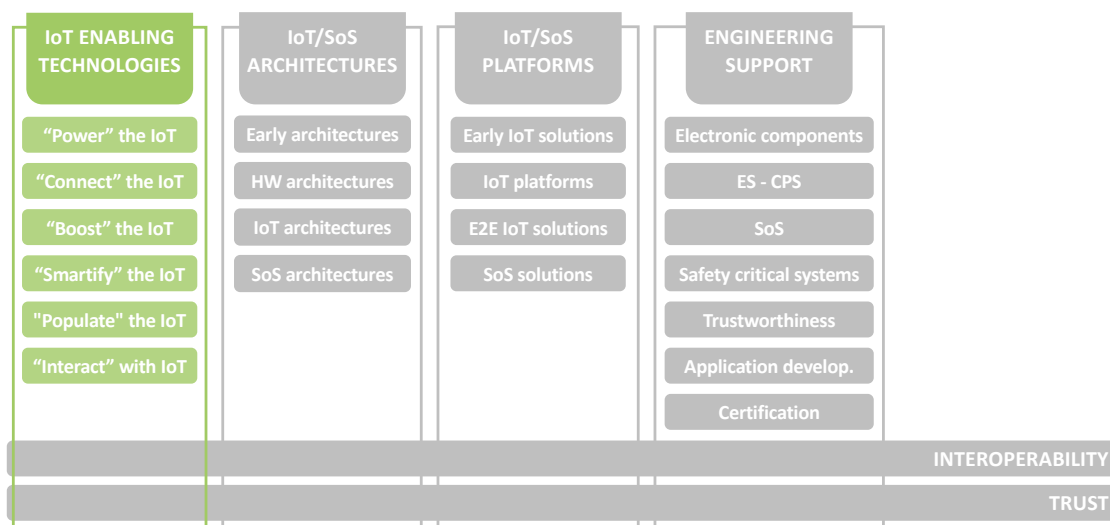 IoT ENABLING
TECHNOLOGIES
“Power” the IoT
“Connect” the IoT
“Boost” the IoT
“Smartify” the IoT
"Populate" the IoT
“Interact” with IoT
IoT/SoS
ARCHITECTURES
Early architectures
HW architectures
IoT architectures
SoS architectures
IoT/SoS
PLATFORMS
Early IoT solutions
IoT platforms
E2E IoT solutions
SoS solutions
ENGINEERING
SUPPORT
Electronic components
ES - CPS
SoS
Safety critical systems
Trustworthiness
Application develop.
Certification
INTEROPERABILITY
TRUST